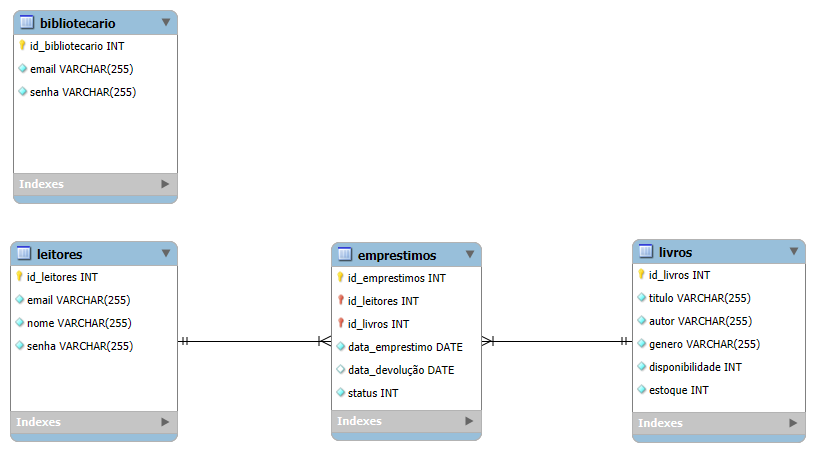 bibliotecario
id_bibliotecario INT
email VARCHAR(255)
senha VARCHAR(255)
Indexes
leitores
id_leitores INT
email VARCHAR(255)
nome VARCHAR(255)
senha VARCHAR(255)
Indexes
emprestimos
id_emprestimos INT
id_leitores INT
id_livros INT
data_emprestimo DATE
data_devolução DATE
status INT
Indexes
livros
id_livros INT
titulo VARCHAR(255)
autor VARCHAR(255)
genero VARCHAR(255)
disponibilidade INT
estoque INT
Indexes